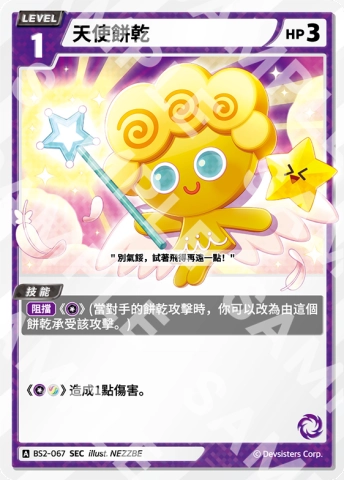 LEVEL
1
天使餅乾
HP 3
" 別氣餒，試著飛得再遠一點！ "
技能
阻擋 《》 (當對手的餅乾攻擊時，你可以改為由這個
餅乾承受該攻擊。)
《》 造成1點傷害。
A BS2-067 SEC illust. NEZZBE
© Devsisters Corp.
SAMPLE